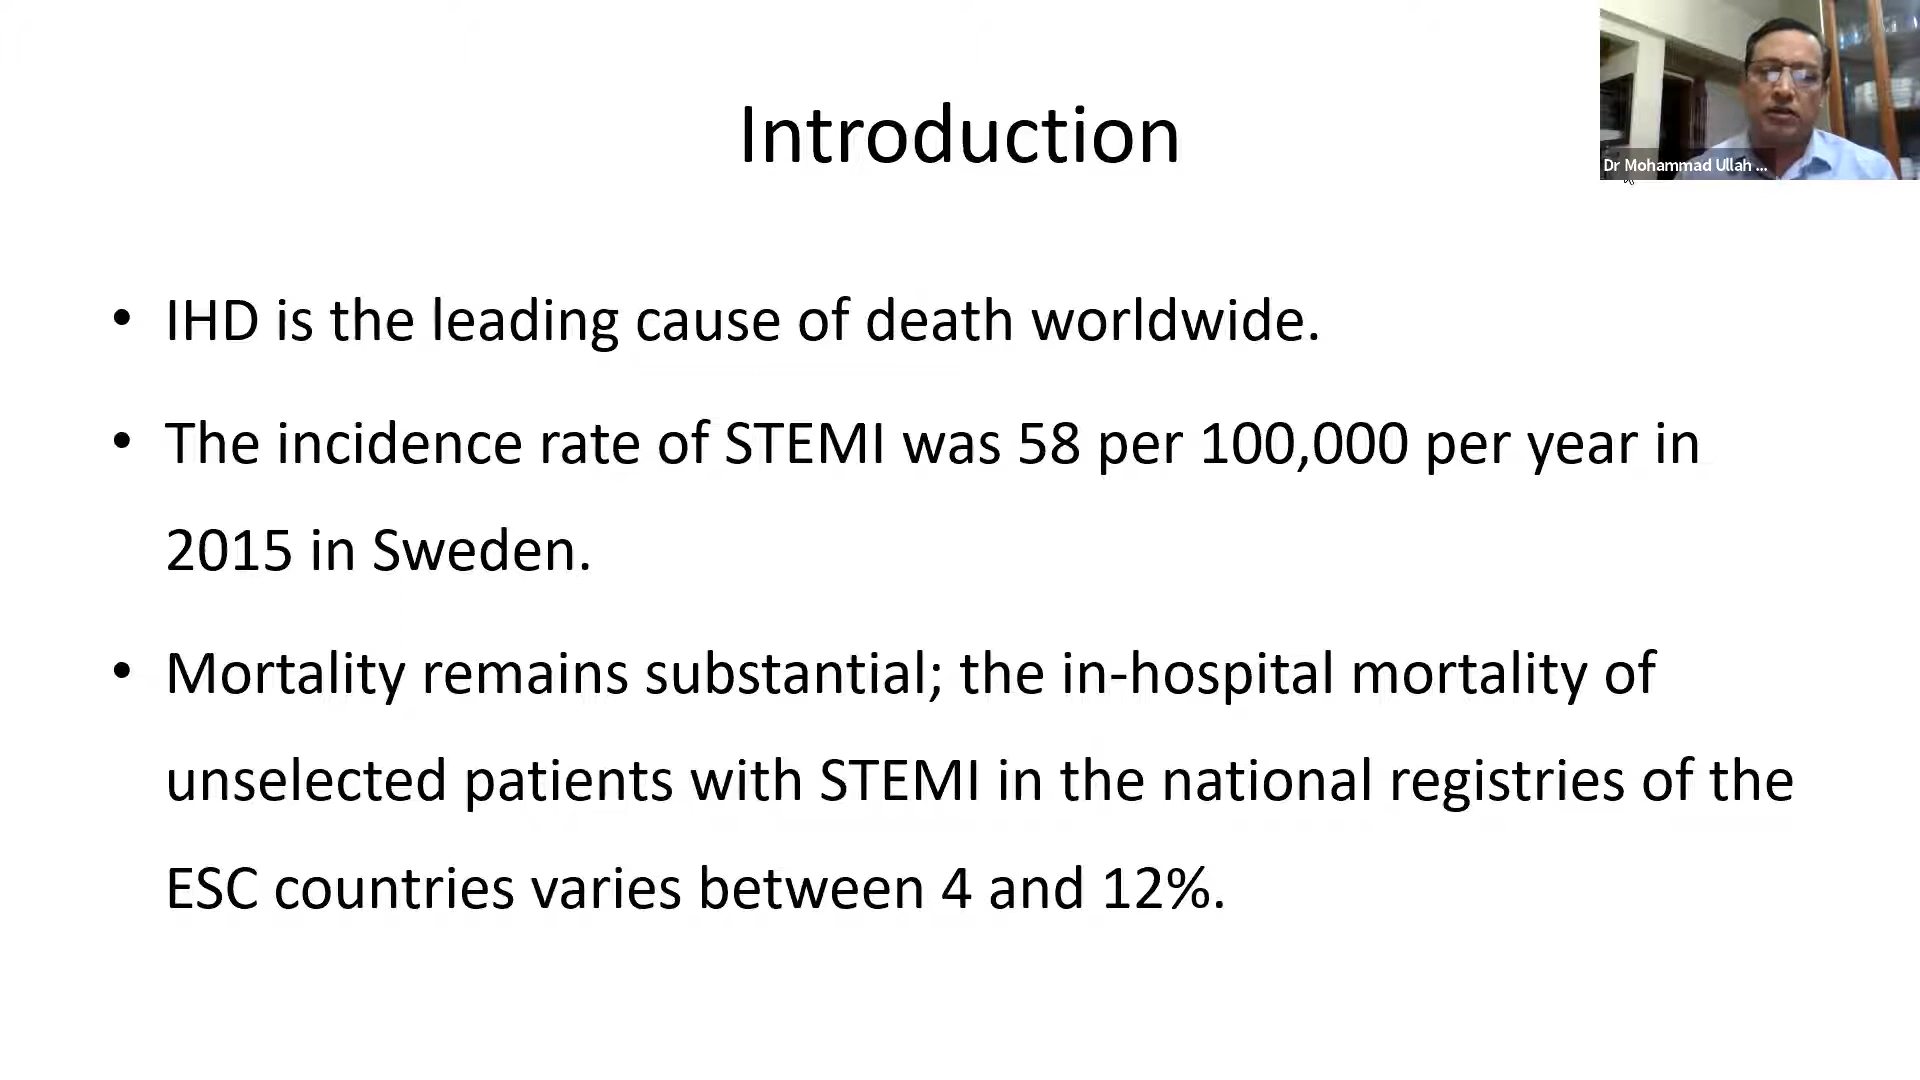 Introduction
Dr Mohammad Ullah ...
• IHD is the leading cause of death worldwide.
• The incidence rate of STEMI was 58 per 100,000 per year in
2015 in Sweden.
• Mortality remains substantial; the in-hospital mortality of
unselected patients with STEMI in the national registries of the
ESC countries varies between 4 and 12%.